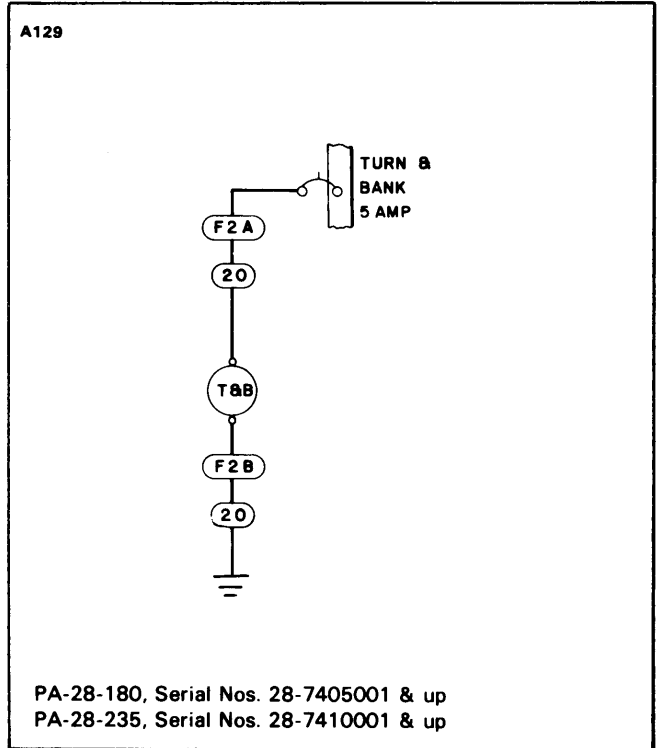 A129
TURN &
BANK
5 AMP
F2A
20
T&B
F2B
20
PA-28-180, Serial Nos. 28-7405001 & up
PA-28-235, Serial Nos. 28-7410001 & up